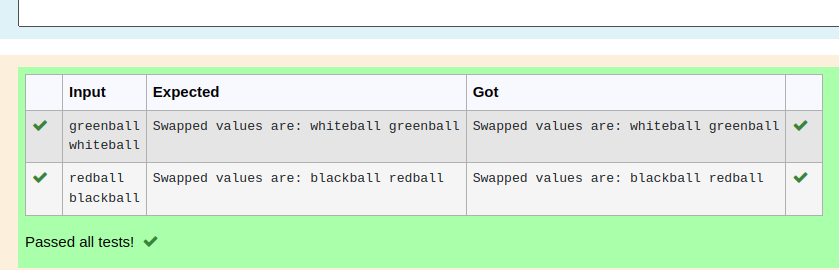 Input Expected Got
greenball Swapped values are: whiteball greenball Swapped values are: whiteball greenball
whiteball
redball Swapped values are: blackball redball Swapped values are: blackball redball
blackball
Passed all tests!